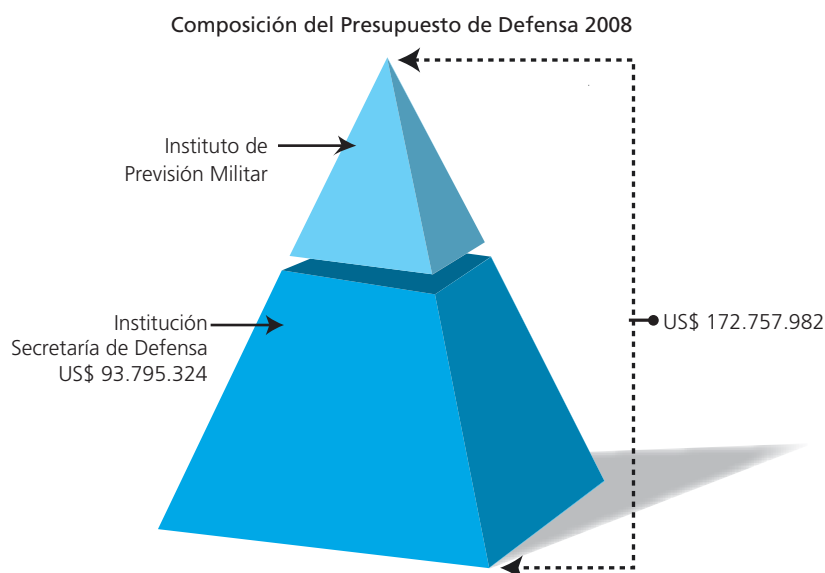 Composición del Presupuesto de Defensa 2008
Instituto de
Previsión Militar
Institución
Secretaría de Defensa
US$ 93.795.324
US$ 172.757.982